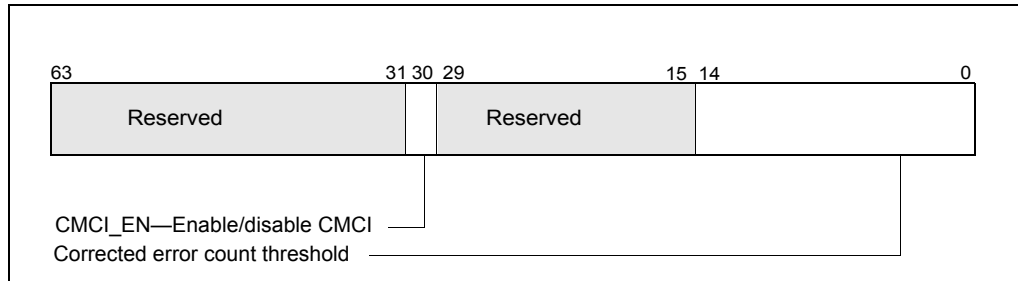 63 31 30 29 15 14 0
Reserved Reserved
CMCI_EN—Enable/disable CMCI
Corrected error count threshold